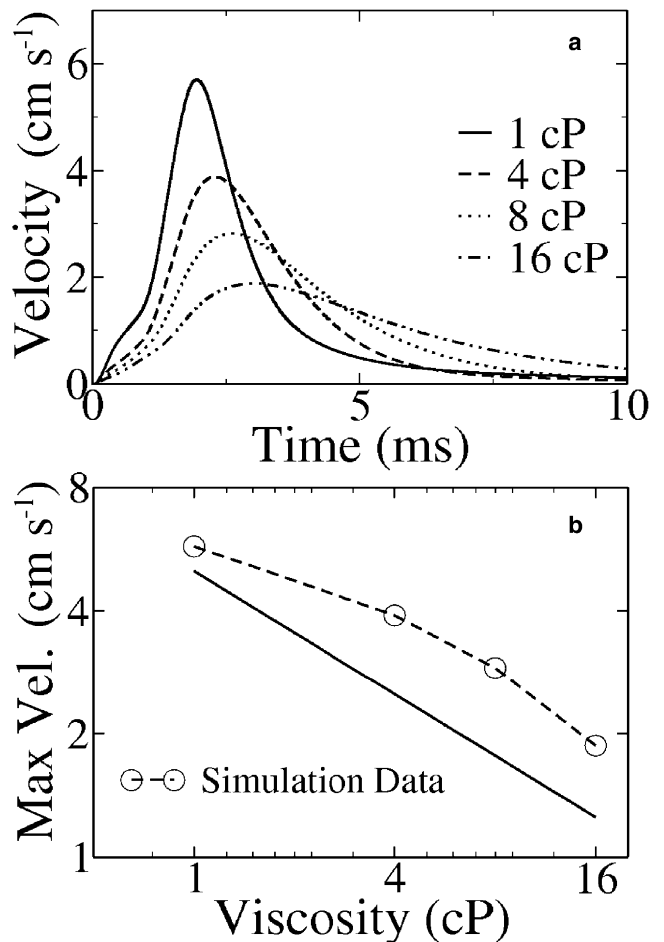 a
Velocity (cm s-1)
6
4
2
0
1 cP
4 cP
8 cP
16 cP
0
5
10
Time (ms)
b
Max Vel. (cm s-1)
8
4
2
1
Simulation Data
1
4
16
Viscosity (cP)